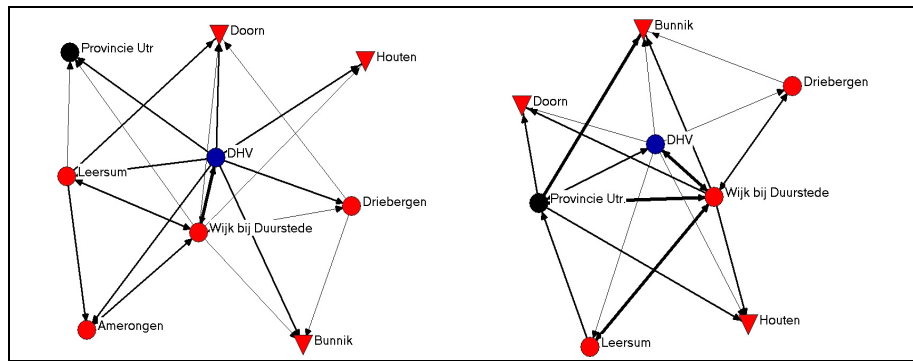 Doorn
Provincie Utr
Houten
DHV
Leersum
Driebergen
Wijk bij Duurstede
Amerongen
Bunnik
Bunnik
Driebergen
Doorn
DHV
Provincie Utr.
Wijk bij Duurstede
Houten
Leersum